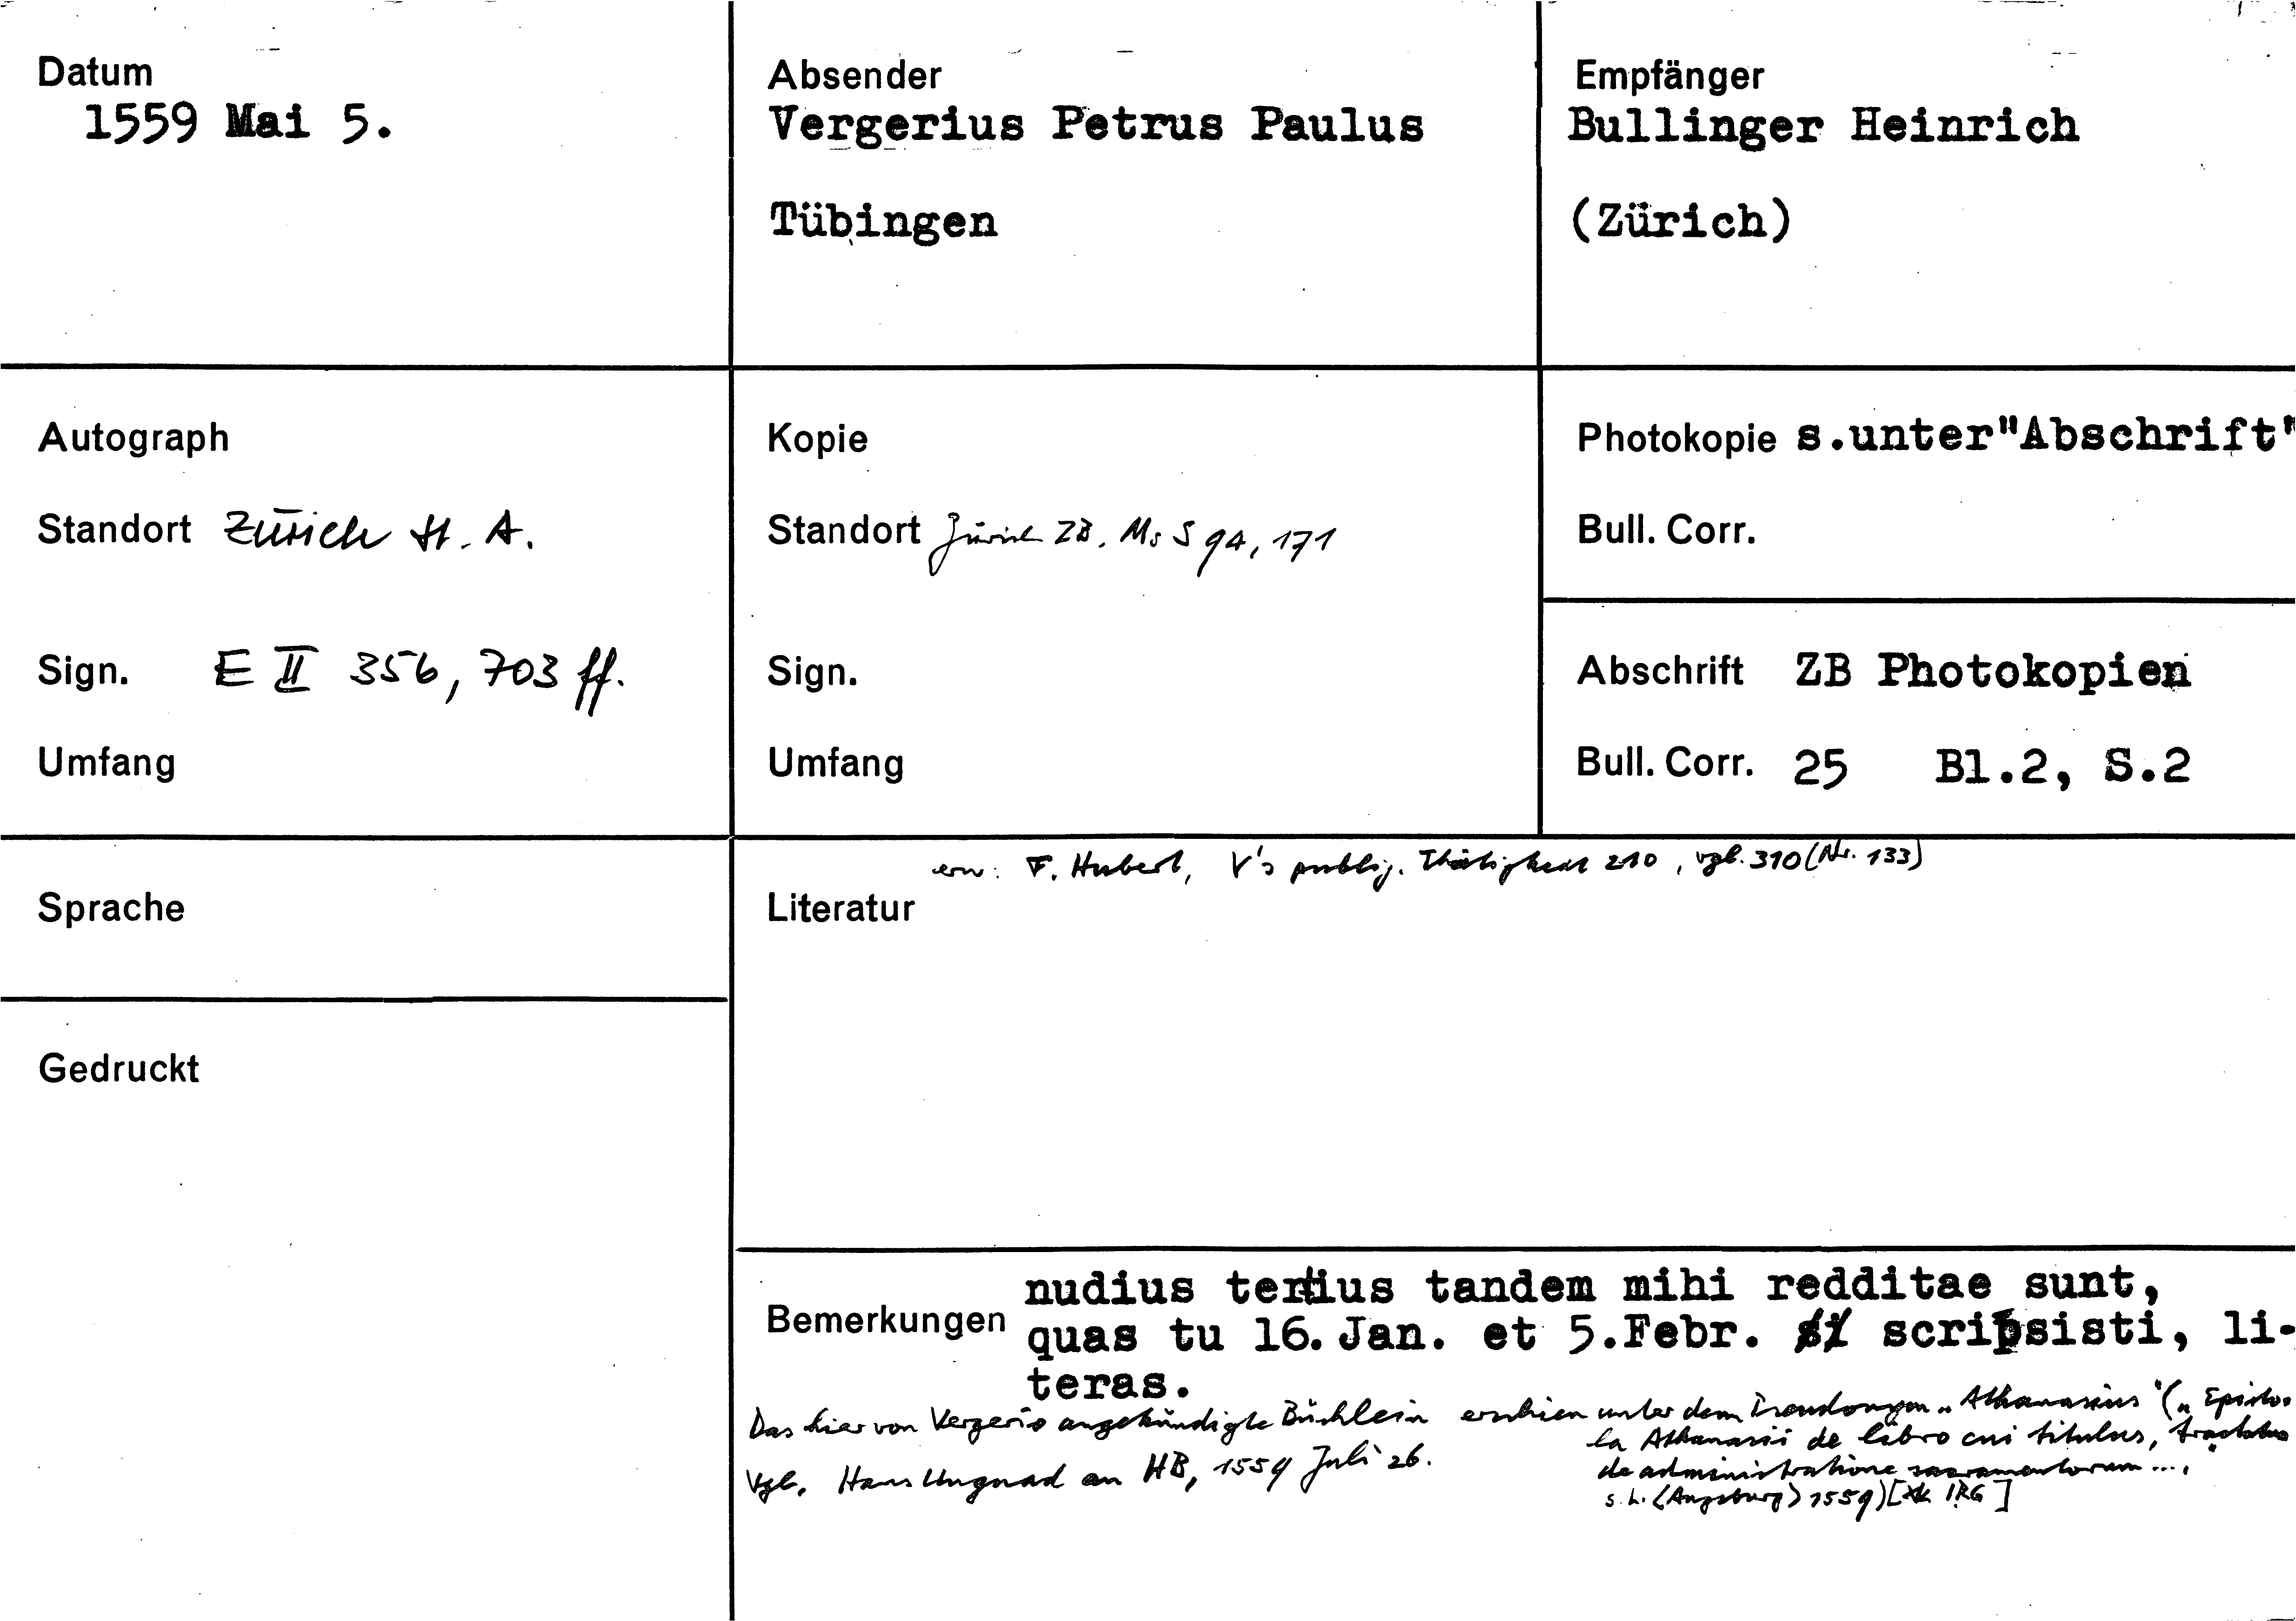 Datum
1559 Mai 5.
Absender
Vergerius Petrus Paulus
Tübingen
Empfänger
Bullinger Heinrich
(Zürich)
Autograph
Standort Zürich St. A.
Sign. E II 356, 703 ff.
Umfang
Kopie
Standort Zürich ZB. Ms S 94, 171
Sign.
Umfang
Photokopie s.unter"Abschrift"
Bull. Corr.
Abschrift ZB Photokopien
Bull. Corr. 25 Bl.2, S.2
Sprache
Gedruckt
erw: F. Hubert, V's publiz. Thätigkeit 210, vgl. 310 (Nr. 133)
Literatur
Bemerkungen
nudius tertius tandem mihi redditae sunt,
quas tu 16.Jan. et 5.Febr. scripsisti, li-
teras.
Das hier von Vergerio angekündigte Büchlein erschien unter dem Pseudonym „Athanasius" („Episto-
la Athanasii de libro cui titulus, tractatus
de administratione sacramentorum ...",
s. l. <Augsburg> 1559) [IRG]
Vgl. Hans Ungnad an HB, 1559 Juli 26.